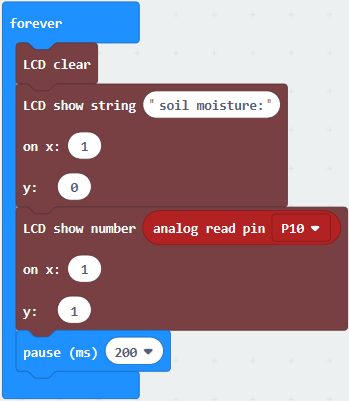 forever
LCD clear
LCD show string " soil moisture: "
on x: 1
y: 0
LCD show number analog read pin P10
on x: 1
y: 1
pause (ms) 200